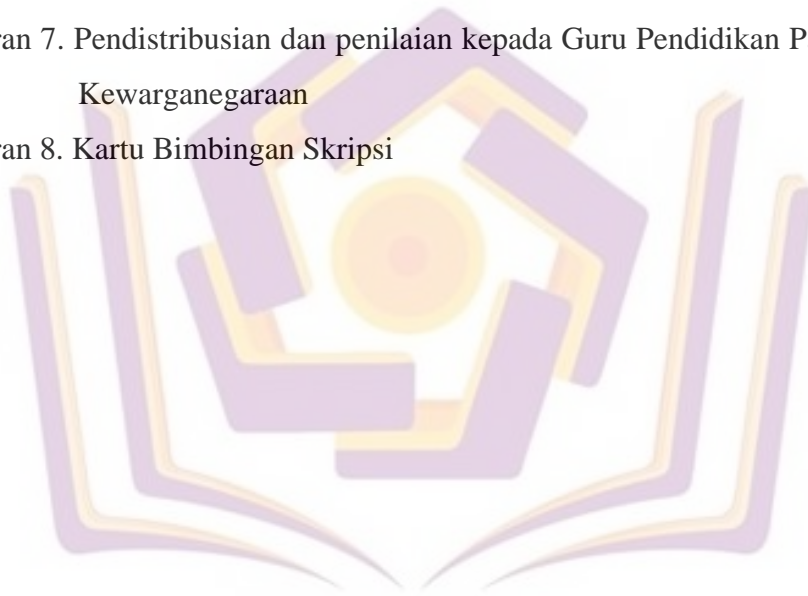 ran 7. Pendistribusian dan penilaian kepada Guru Pendidikan P
Kewarganegaraan
ran 8. Kartu Bimbingan Skripsi